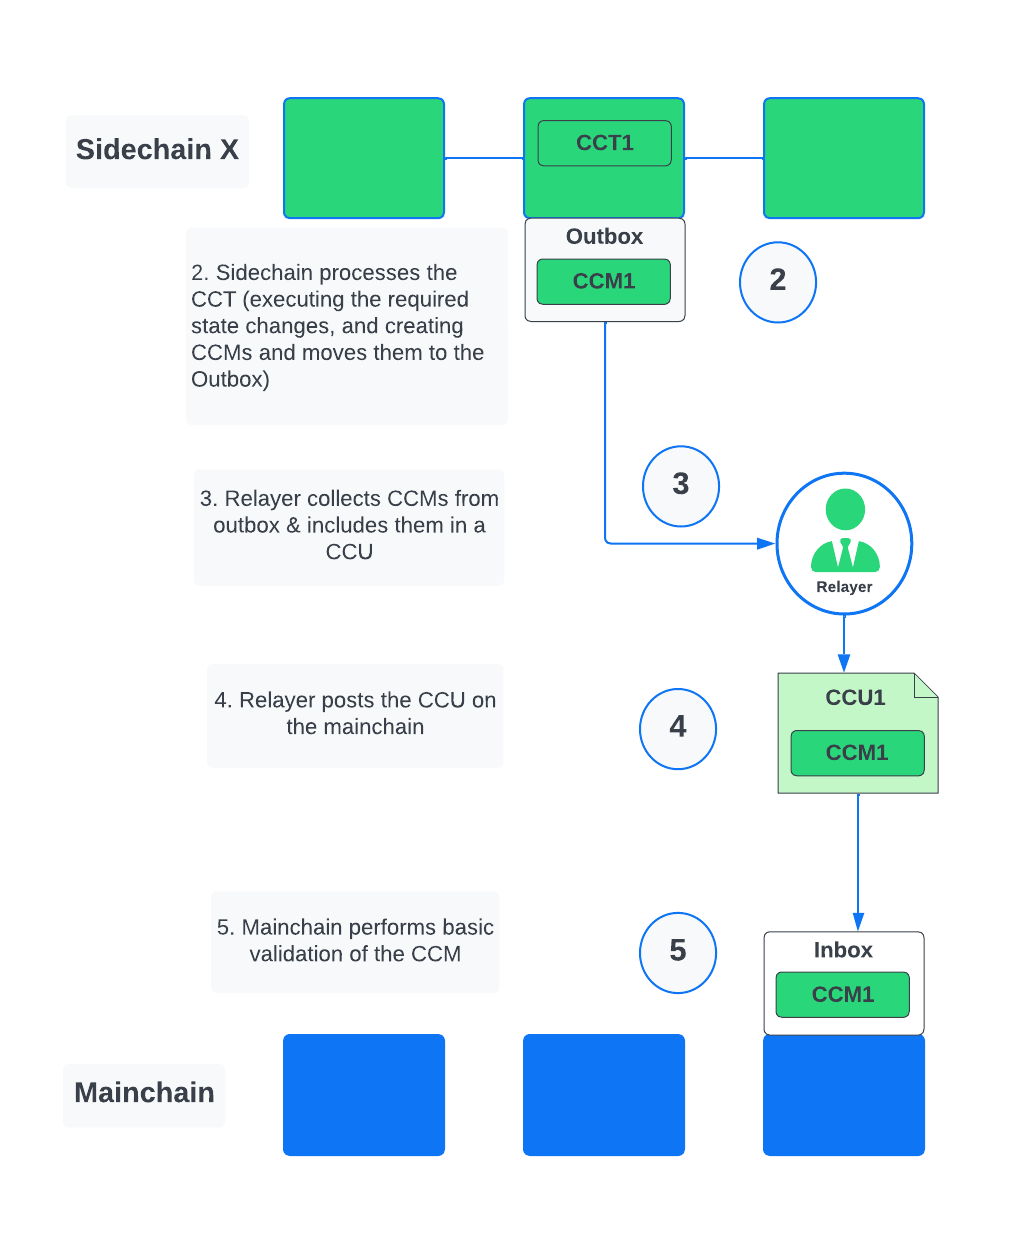 Sidechain X
CCT1
Outbox
CCM1
2
2. Sidechain processes the
CCT (executing the required
state changes, and creating
CCMs and moves them to the
Outbox)
3
3. Relayer collects CCMs from
outbox & includes them in a
CCU
Relayer
4. Relayer posts the CCU on
the mainchain
4
CCU1
CCM1
5. Mainchain performs basic
validation of the CCM
5
Inbox
CCM1
Mainchain